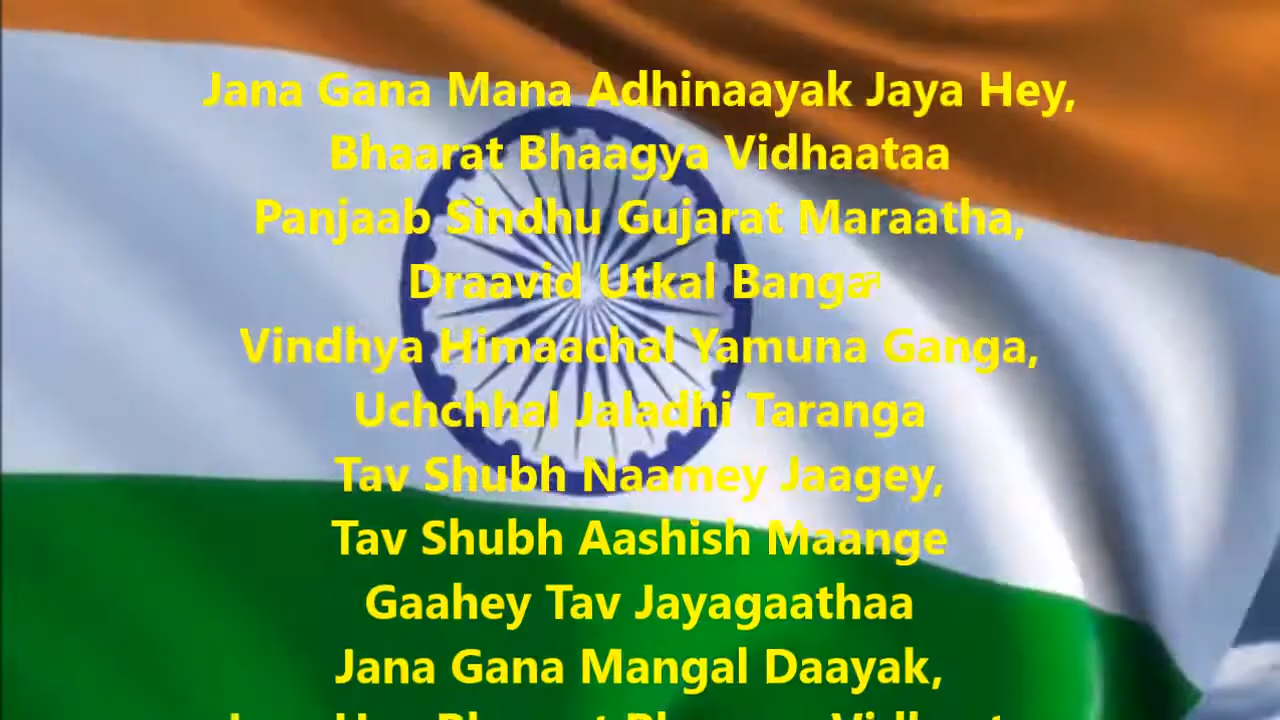 Jana Gana Mana Adhinaayak Jaya Hey,
Bhaarat Bhaagya Vidhaataa
Panjaab Sindhu Gujarat Maraatha,
Draavid Utkal Banga
Vindhya Himaachal Yamuna Ganga,
Uchchhal Jaladhi Taranga
Tav Shubh Naamey Jaagey,
Tav Shubh Aashish Maange
Gaahey Tav Jayagaathaa
Jana Gana Mangal Daayak,